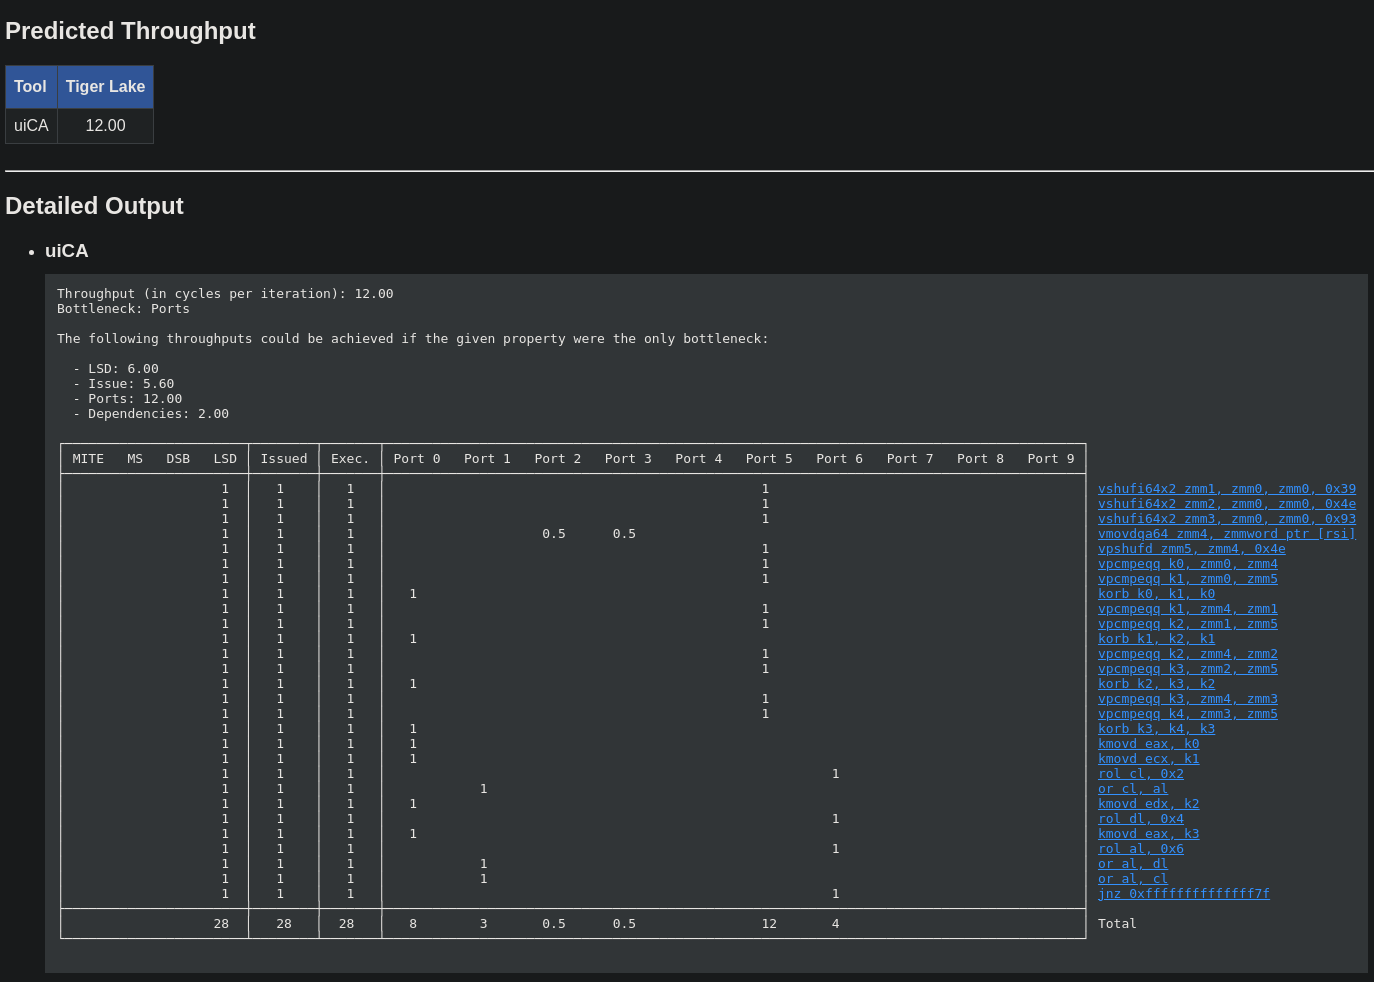 Predicted Throughput
Tool Tiger Lake
uiCA 12.00
Detailed Output
• uiCA
Throughput (in cycles per iteration): 12.00
Bottleneck: Ports
The following throughputs could be achieved if the given property were the only bottleneck:
- LSD: 6.00
- Issue: 5.60
- Ports: 12.00
- Dependencies: 2.00
MITE MS DSB LSD Issued Exec. Port 0 Port 1 Port 2 Port 3 Port 4 Port 5 Port 6 Port 7 Port 8 Port 9
1 1 1 1 vshufi64x2 zmm1, zmm0, zmm0, 0x39
1 1 1 1 vshufi64x2 zmm2, zmm0, zmm0, 0x4e
1 1 1 1 vshufi64x2 zmm3, zmm0, zmm0, 0x93
1 1 1 0.5 0.5 vmovdqa64 zmm4, zmmword ptr [rsi]
1 1 1 1 vpshufd zmm5, zmm4, 0x4e
1 1 1 1 vpcmpeqq k0, zmm0, zmm4
1 1 1 1 vpcmpeqq k1, zmm0, zmm5
1 1 1 1 korb k0, k1, k0
1 1 1 1 vpcmpeqq k1, zmm4, zmm1
1 1 1 1 vpcmpeqq k2, zmm1, zmm5
1 1 1 1 korb k1, k2, k1
1 1 1 1 vpcmpeqq k2, zmm4, zmm2
1 1 1 1 vpcmpeqq k3, zmm2, zmm5
1 1 1 1 korb k2, k3, k2
1 1 1 1 vpcmpeqq k3, zmm4, zmm3
1 1 1 1 vpcmpeqq k4, zmm3, zmm5
1 1 1 1 korb k3, k4, k3
1 1 1 1 kmovd eax, k0
1 1 1 1 kmovd ecx, k1
1 1 1 1 rol cl, 0x2
1 1 1 1 or cl, al
1 1 1 1 kmovd edx, k2
1 1 1 1 rol dl, 0x4
1 1 1 1 kmovd eax, k3
1 1 1 1 rol al, 0x6
1 1 1 1 or al, dl
1 1 1 1 or al, cl
1 1 1 1 jnz 0xffffffffffffff7f
28 28 28 8 3 0.5 0.5 12 4 Total